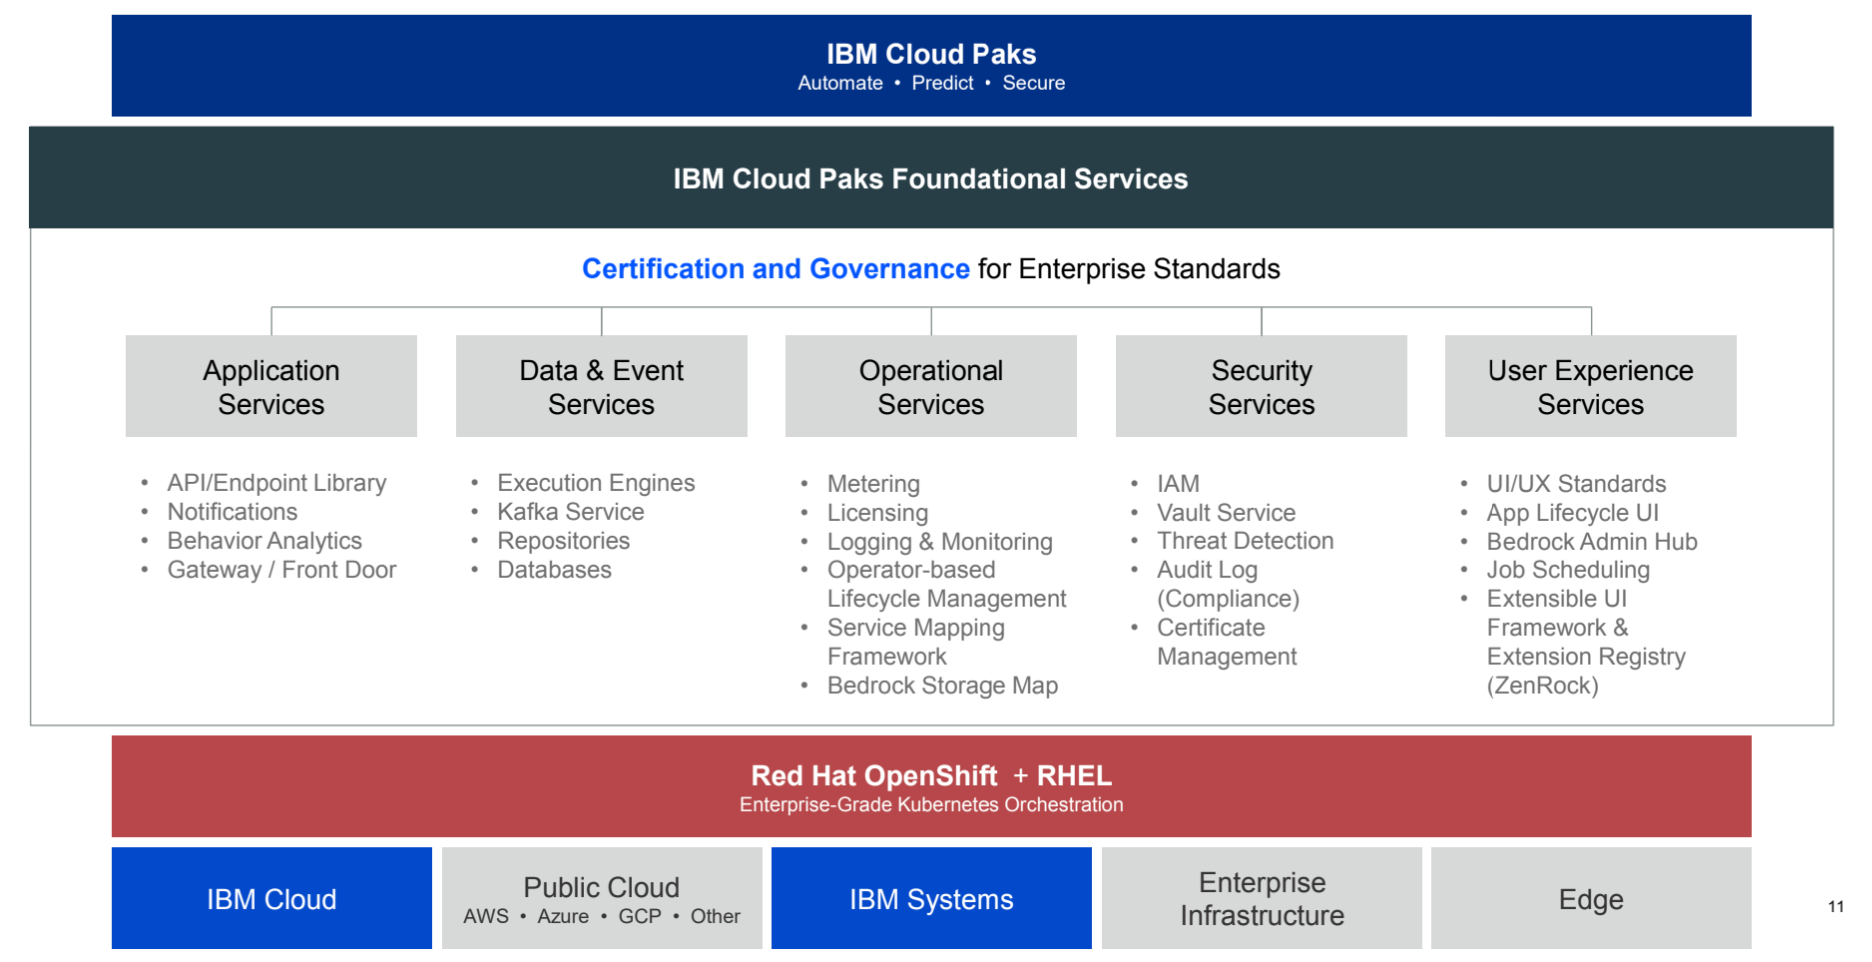 IBM Cloud Paks
Automate • Predict • Secure
IBM Cloud Paks Foundational Services
Certification and Governance for Enterprise Standards
Application
Services
• API/Endpoint Library
• Notifications
• Behavior Analytics
• Gateway / Front Door
Data & Event
Services
• Execution Engines
• Kafka Service
• Repositories
• Databases
Operational
Services
• Metering
• Licensing
• Logging & Monitoring
• Operator-based
Lifecycle Management
• Service Mapping
Framework
• Bedrock Storage Map
Security
Services
• IAM
• Vault Service
• Threat Detection
• Audit Log
(Compliance)
• Certificate
Management
User Experience
Services
• UI/UX Standards
• App Lifecycle UI
• Bedrock Admin Hub
• Job Scheduling
• Extensible UI
Framework &
Extension Registry
(ZenRock)
Red Hat OpenShift + RHEL
Enterprise-Grade Kubernetes Orchestration
IBM Cloud
Public Cloud
AWS • Azure • GCP • Other
IBM Systems
Enterprise
Infrastructure
Edge
11